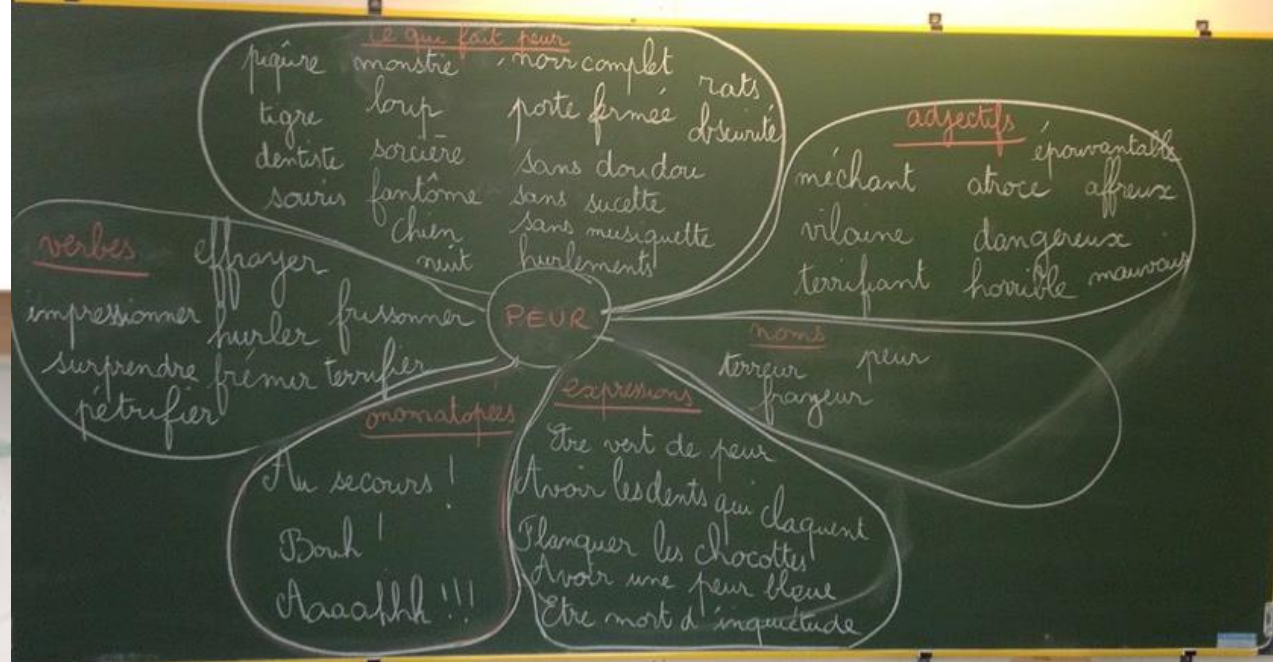 ce qui fait peur
piqûre monstre noir complet rats
tigre loup porte fermée obscurité
dentiste sorcière sans doudou
souris fantôme sans sucette
chien sans musiquette
nuit hurlements
adjectifs
épouvantable
méchant atroce affreux
vilaine dangereux
terrifiant horrible mauvais
verbes
effrayer
impressionner hurler frissonner
surprendre frémir terrifier
pétrifier
PEUR
noms
terreur peur
frayeur
onomatopées
Au secours !
Bouh !
Aaaahhh !!!
expressions
Etre vert de peur
Avoir les dents qui claquent
Flanquer les chocottes
Avoir une peur bleue
Etre mort d'inquiétude